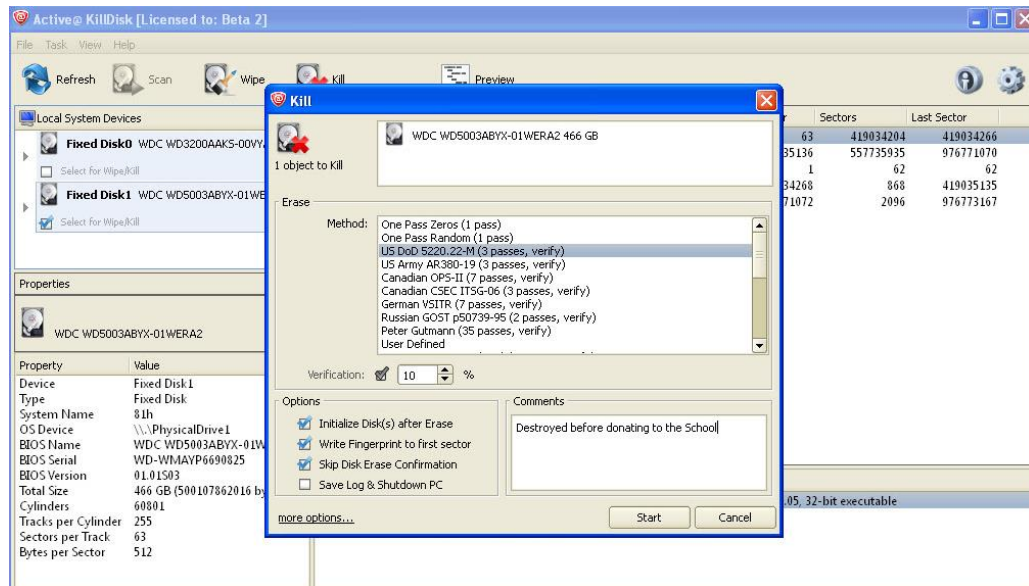 Active@ KillDisk [Licensed to: Beta 2]
File Task View Help
Refresh Scan Wipe Kill Preview
Local System Devices
Fixed Disk0 WDC WD3200AAKS-00VYA
Select for Wipe/Kill
Fixed Disk1 WDC WD5003ABYX-01WE
Select for Wipe/Kill
Properties
WDC WD5003ABYX-01WERA2
Property Value
Device Fixed Disk1
Type Fixed Disk
System Name 81h
OS Device \\.\PhysicalDrive1
BIOS Name WDC WD5003ABYX-01W
BIOS Serial WD-WMAYP6690825
BIOS Version 01.01S03
Total Size 466 GB (500107862016 by
Cylinders 60801
Tracks per Cylinder 255
Sectors per Track 63
Bytes per Sector 512
Kill
1 object to Kill
WDC WD5003ABYX-01WERA2 466 GB
Erase
Method:
One Pass Zeros (1 pass)
One Pass Random (1 pass)
US DoD 5220.22-M (3 passes, verify)
US Army AR380-19 (3 passes, verify)
Canadian OPS-II (7 passes, verify)
Canadian CSEC ITSG-06 (3 passes, verify)
German VSITR (7 passes, verify)
Russian GOST p50739-95 (2 passes, verify)
Peter Gutmann (35 passes, verify)
User Defined
Verification: 10 %
Options
Initialize Disk(s) after Erase
Write Fingerprint to first sector
Skip Disk Erase Confirmation
Save Log & Shutdown PC
Comments
Destroyed before donating to the School
more options...
Start Cancel
r Sectors Last Sector
63 419034204 419034266
35136 557735935 976771070
1 62 62
34268 868 419035135
71072 2096 976773167
.05, 32-bit executable